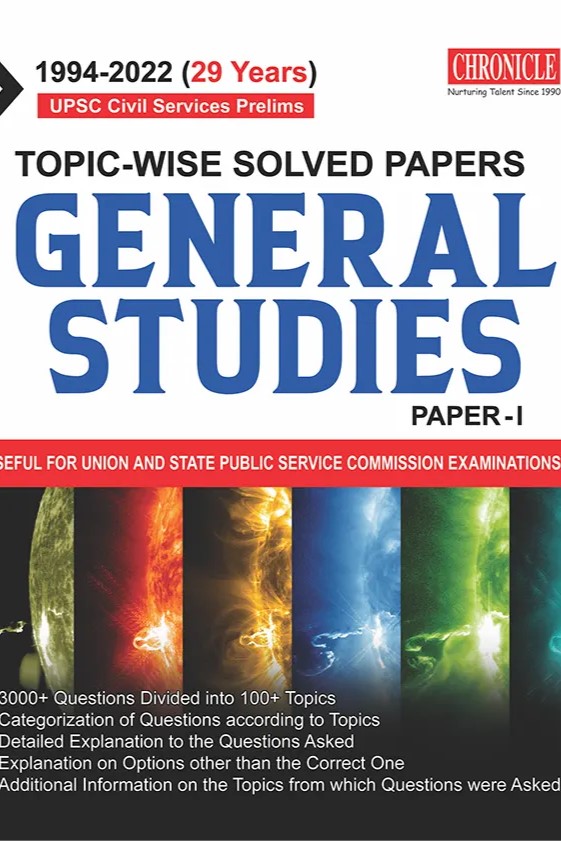 1994-2022 (29 Years)
UPSC Civil Services Prelims
CHRONICLE
Nurturing Talent Since 1990
TOPIC-WISE SOLVED PAPERS
GENERAL
STUDIES
PAPER-I
SEFUL FOR UNION AND STATE PUBLIC SERVICE COMMISSION EXAMINATIONS
3000+ Questions Divided into 100+ Topics
Categorization of Questions according to Topics
Detailed Explanation to the Questions Asked
Explanation on Options other than the Correct One
Additional Information on the Topics from which Questions were Asked